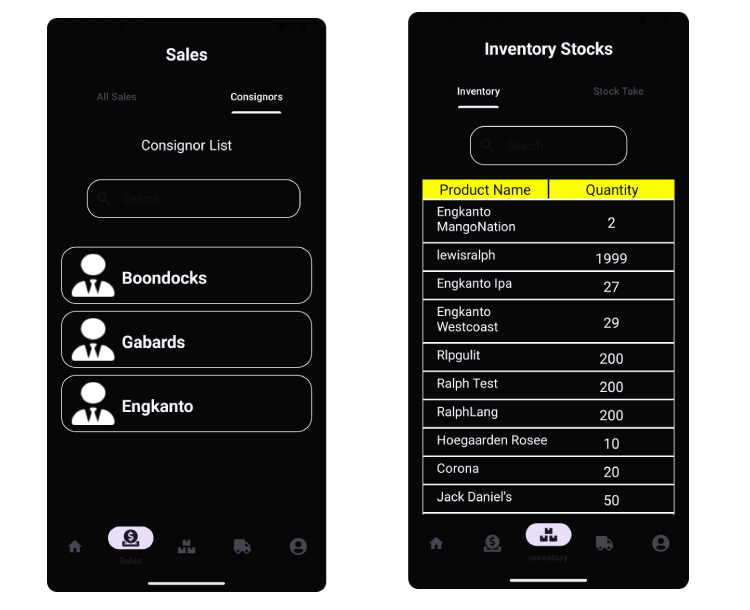 Sales
All Sales
Consignors
Consignor List
Search
Boondocks
Gabards
Engkanto
Sales
Inventory Stocks
Inventory
Stock Take
Search
Product Name Quantity
Engkanto
MangoNation 2
lewisralph 1999
Engkanto Ipa 27
Engkanto
Westcoast 29
Rlpgulit 200
Ralph Test 200
RalphLang 200
Hoegaarden Rosee 10
Corona 20
Jack Daniel's 50
Inventory